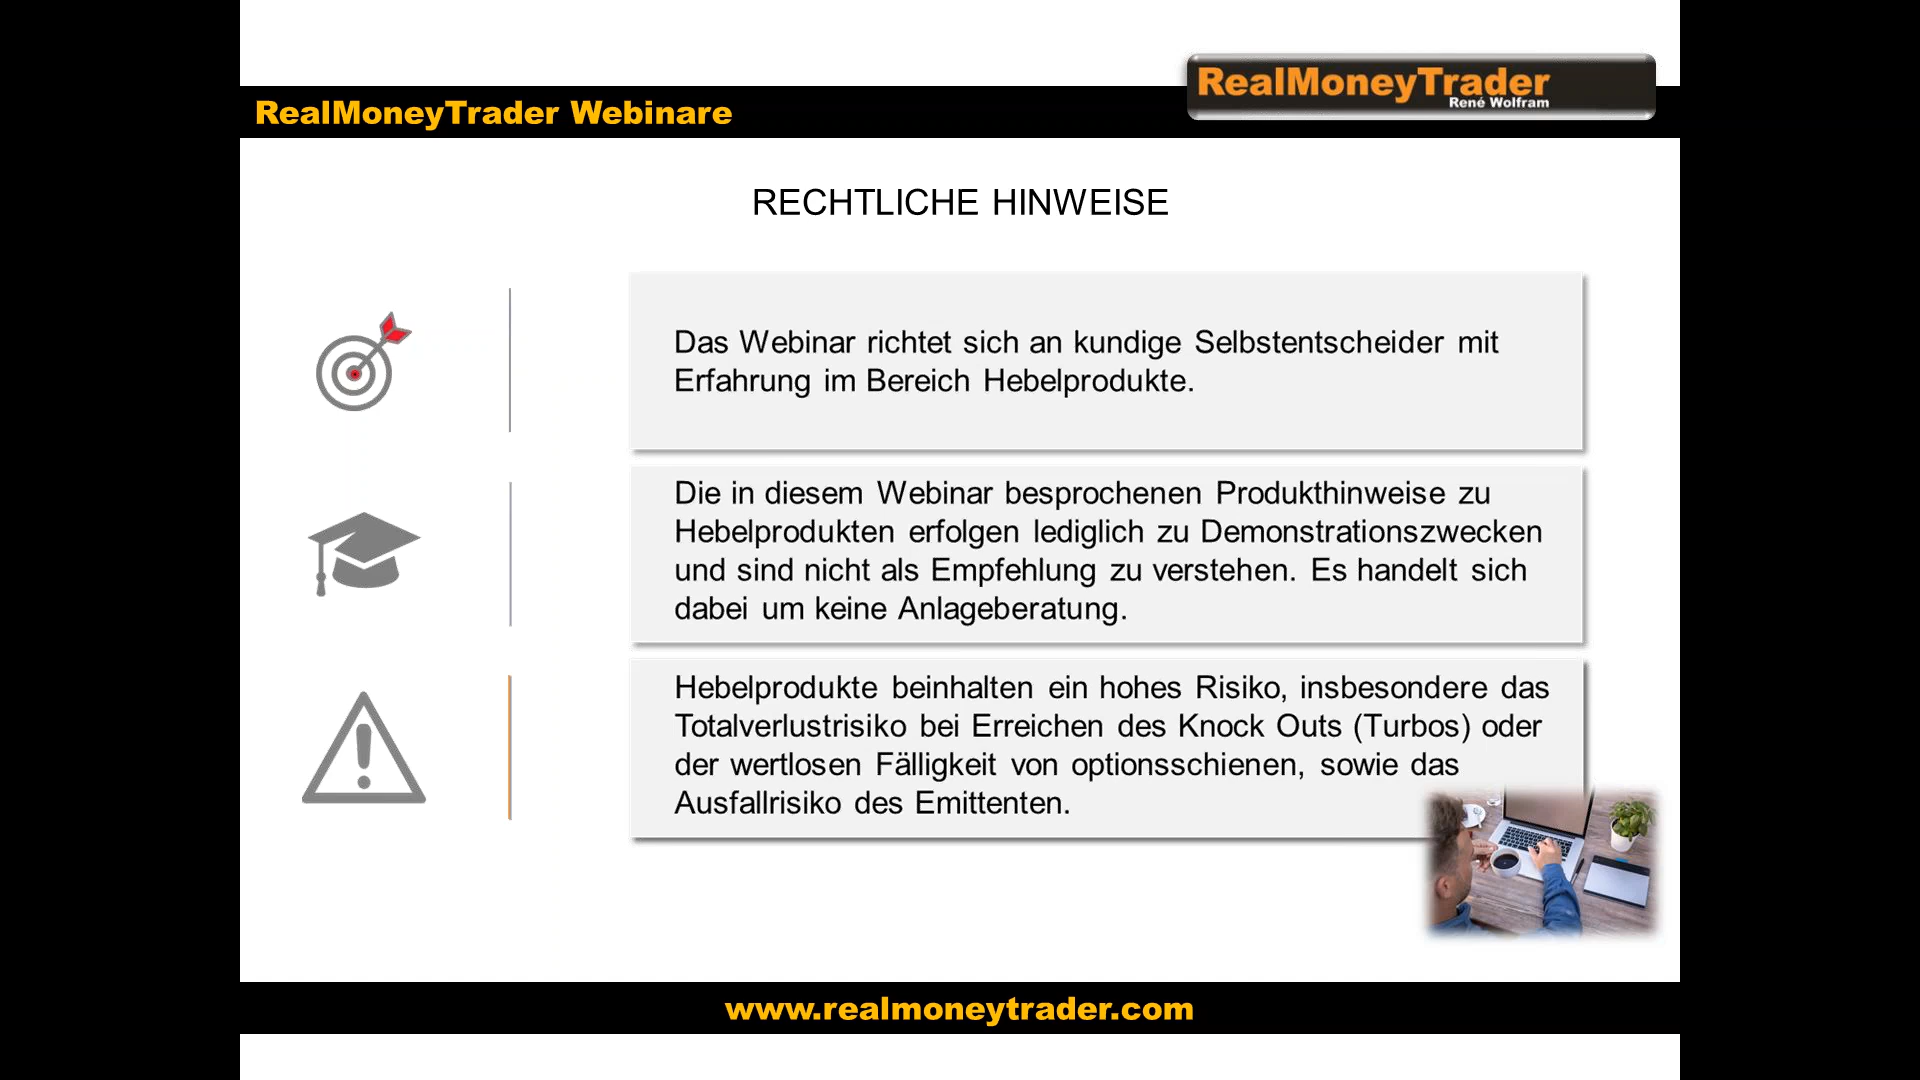 RealMoneyTrader
René Wolfram
RealMoneyTrader Webinare
RECHTLICHE HINWEISE
Das Webinar richtet sich an kundige Selbstentscheider mit
Erfahrung im Bereich Hebelprodukte.
Die in diesem Webinar besprochenen Produkthinweise zu
Hebelprodukten erfolgen lediglich zu Demonstrationszwecken
und sind nicht als Empfehlung zu verstehen. Es handelt sich
dabei um keine Anlageberatung.
Hebelprodukte beinhalten ein hohes Risiko, insbesondere das
Totalverlustrisiko bei Erreichen des Knock Outs (Turbos) oder
der wertlosen Fälligkeit von optionsschienen, sowie das
Ausfallrisiko des Emittenten.
www.realmoneytrader.com